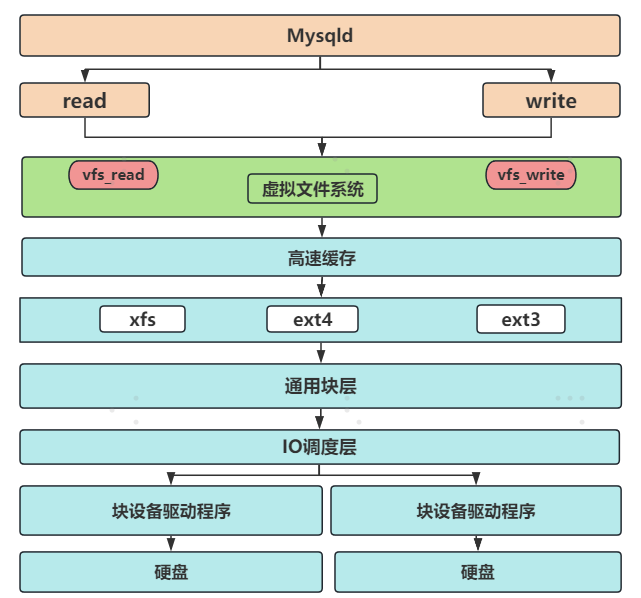 Mysqld
read
write
vfs_read
虚拟文件系统
vfs_write
高速缓存
xfs
ext4
ext3
通用块层
IO调度层
块设备驱动程序
块设备驱动程序
硬盘
硬盘